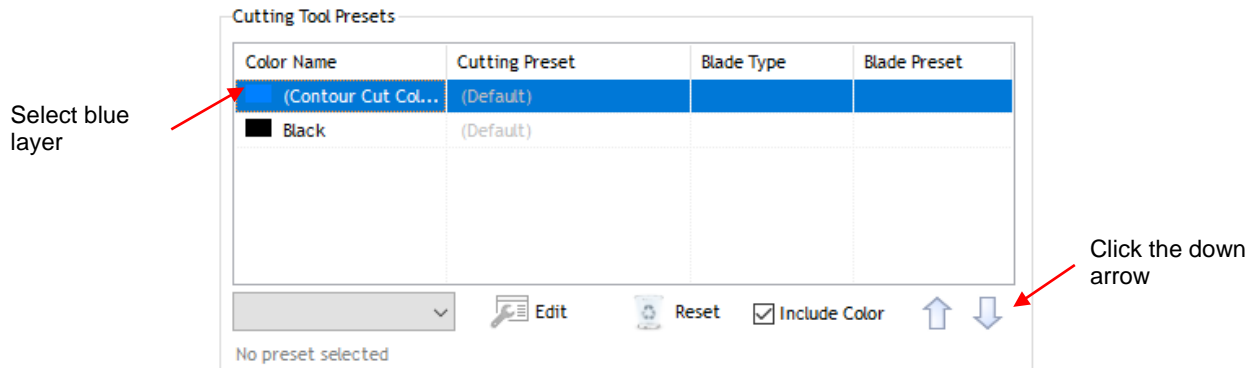 Cutting Tool Presets
Color Name Cutting Preset Blade Type Blade Preset
Select blue
layer
(Contour Cut Col... (Default)
Black (Default)
Click the down
arrow
Edit Reset Include Color
No preset selected